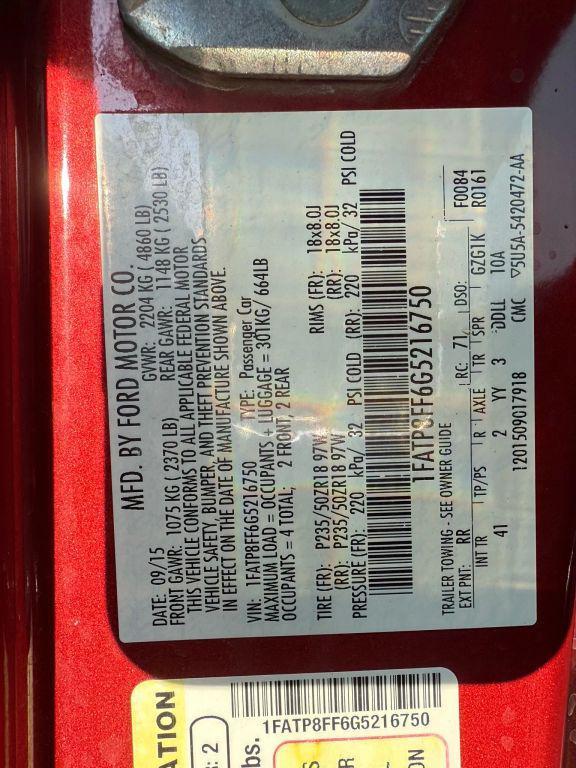 MFD. BY FORD MOTOR CO.
DATE: 09/15 GVWR: 2204 KG ( 4860 LB)
FRONT GAWR: 1075 KG ( 2370 LB) REAR GAWR: 1148 KG ( 2530 LB)
THIS VEHICLE CONFORMS TO ALL APPLICABLE FEDERAL MOTOR
VEHICLE SAFETY, BUMPER, AND THEFT PREVENTION STANDARDS
IN EFFECT ON THE DATE OF MANUFACTURE SHOWN ABOVE.
VIN: 1FATP8FF6G5216750 TYPE: Passenger Car
MAXIMUM LOAD = OCCUPANTS + LUGGAGE = 301KG/ 664LB
OCCUPANTS = 4 TOTAL; 2 FRONT, 2 REAR
TIRE (FR): P235/50ZR18 97W RIMS (FR): 18x8.0J
(RR): P235/50ZR18 97W (RR): 18x8.0J
PRESSURE (FR): 220 kPa/ 32 PSI COLD (RR): 220 kPa/ 32 PSI COLD
1FATP8FF6G5216750
TRAILER TOWING - SEE OWNER GUIDE F0084
EXT PNT: RR RC: 71 DSO: GZG1K R0161
INT TR TP/PS R AXLE TR SPR
41 2 YY 3 DDLL 10A
1201509017918 CMC 5U5A-5420472-AA
1FATP8FF6G5216750
ATION
: 2
bs.
ON